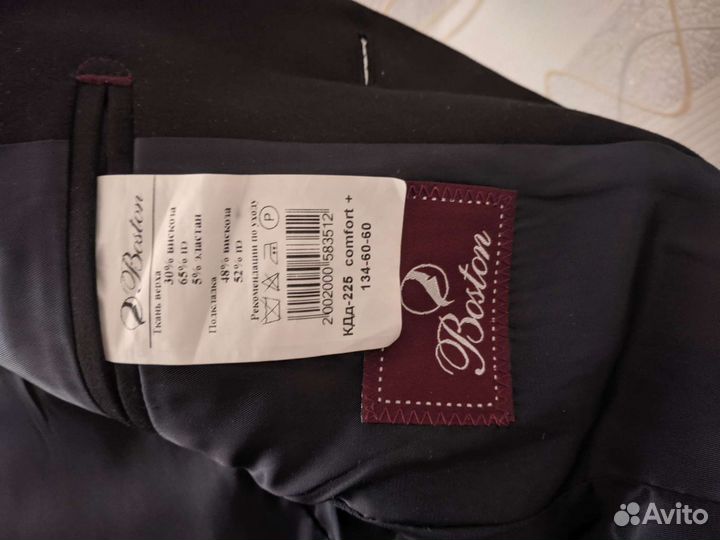 Boston
Ткань верха
30% вискоза
65% ПЭ
5% эластан
Подкладка
48% вискоза
52% ПЭ
Рекомендации по уходу
P
2002000583512
КДд-225 comfort +
134-60-60
Boston
Avito